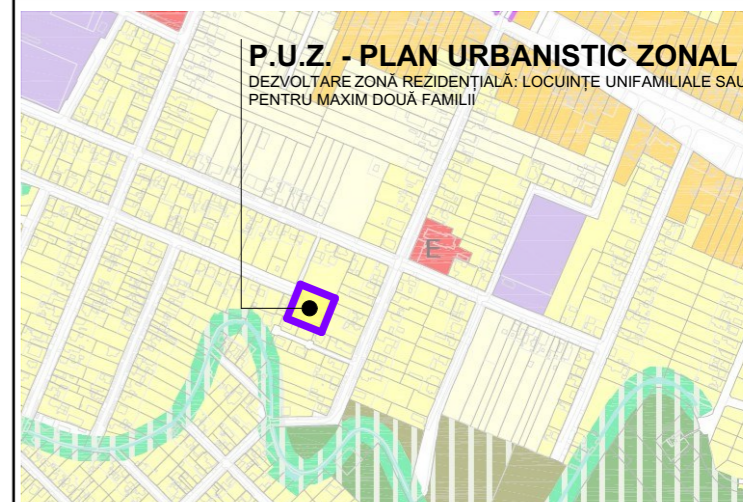 P.U.Z. - PLAN URBANISTIC ZONAL
DEZVOLTARE ZONĂ REZIDENȚIALĂ: LOCUINȚE UNIFAMILIALE SAU
PENTRU MAXIM DOUĂ FAMILII
E